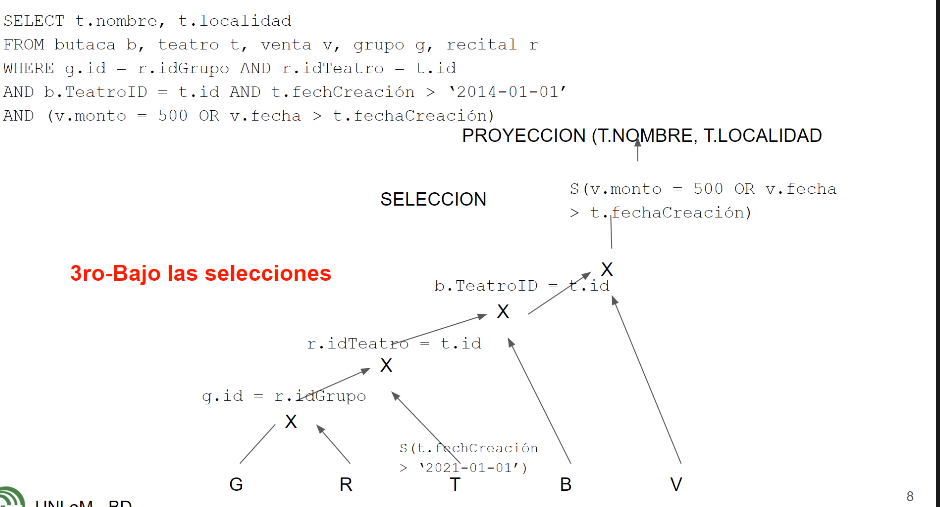 SELECT t.nombre, t.localidad
FROM butaca b, teatro t, venta v, grupo g, recital r
WHERE g.id = r.idGrupo AND r.idTeatro = t.id
AND b.TeatroID = t.id AND t.fechCreación > ‘2014-01-01’
AND (v.monto = 500 OR v.fecha > t.fechaCreación)
PROYECCION (T.NOMBRE, T.LOCALIDAD
S(v.monto = 500 OR v.fecha
> t.fechaCreación)
SELECCION
3ro-Bajo las selecciones
X
b.TeatroID = t.id
X
r.idTeatro = t.id
X
g.id = r.idGrupo
X
S(t.fechCreación
> ‘2021-01-01’)
G R T B V
8
UNLaM - BD